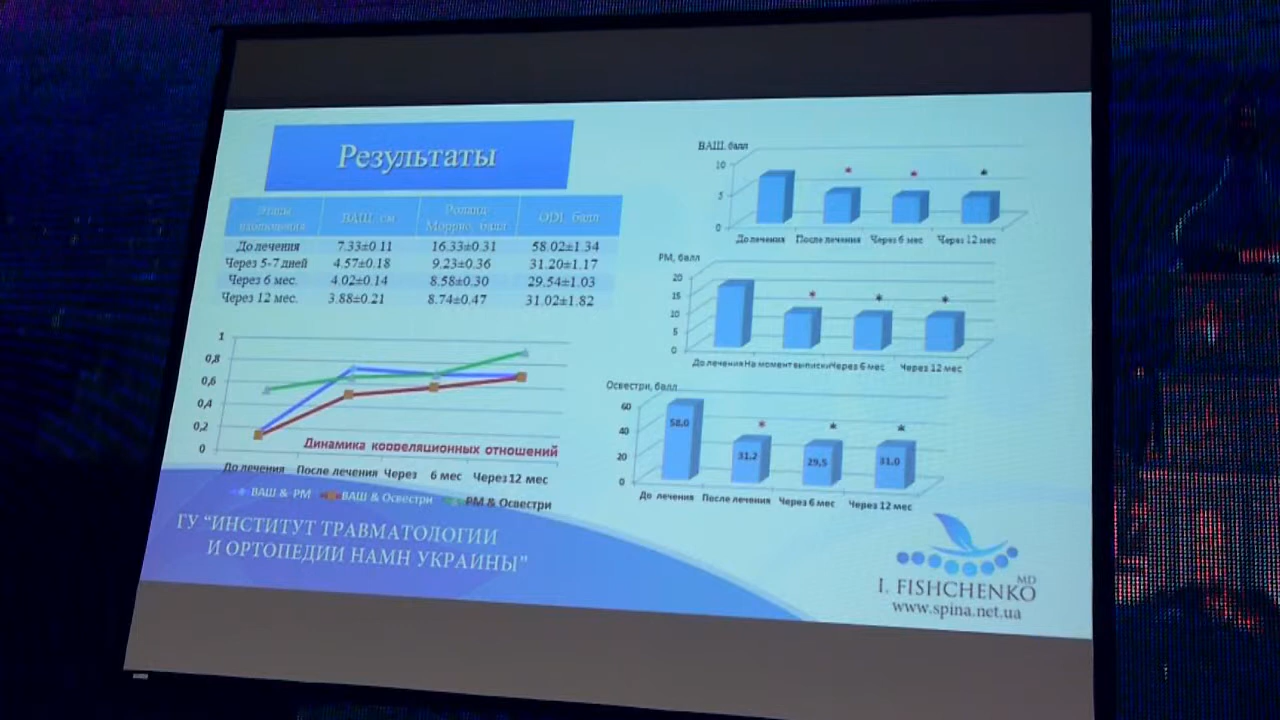 Результаты
Этапы наблюдения ВАШ, см Роланд-Моррис, балл ODI, балл
До лечения 7.33±0.11 16.33±0.31 58.02±1.34
Через 5-7 дней 4.57±0.18 9.23±0.36 31.20±1.17
Через 6 мес. 4.02±0.14 8.58±0.30 29.54±1.03
Через 12 мес. 3.88±0.21 8.74±0.47 31.02±1.82
1
0,8
0,6
0,4
0,2
0
Динамика корреляционных отношений
До лечения После лечения Через 6 мес Через 12 мес
ВАШ & РМ ВАШ & Освестри РМ & Освестри
ГУ "ИНСТИТУТ ТРАВМАТОЛОГИИ
И ОРТОПЕДИИ НАМН УКРАИНЫ"
ВАШ, балл
10
5
0
* * *
До лечения После лечения Через 6 мес Через 12 мес
РМ, балл
20
15
10
5
0
* * *
До лечения На момент выписки Через 6 мес Через 12 мес
Освестри, балл
60
40
20
0
* * *
58,0 31,2 29,5 31,0
До лечения После лечения Через 6 мес Через 12 мес
MD
I. FISHCHENKO
www.spina.net.ua